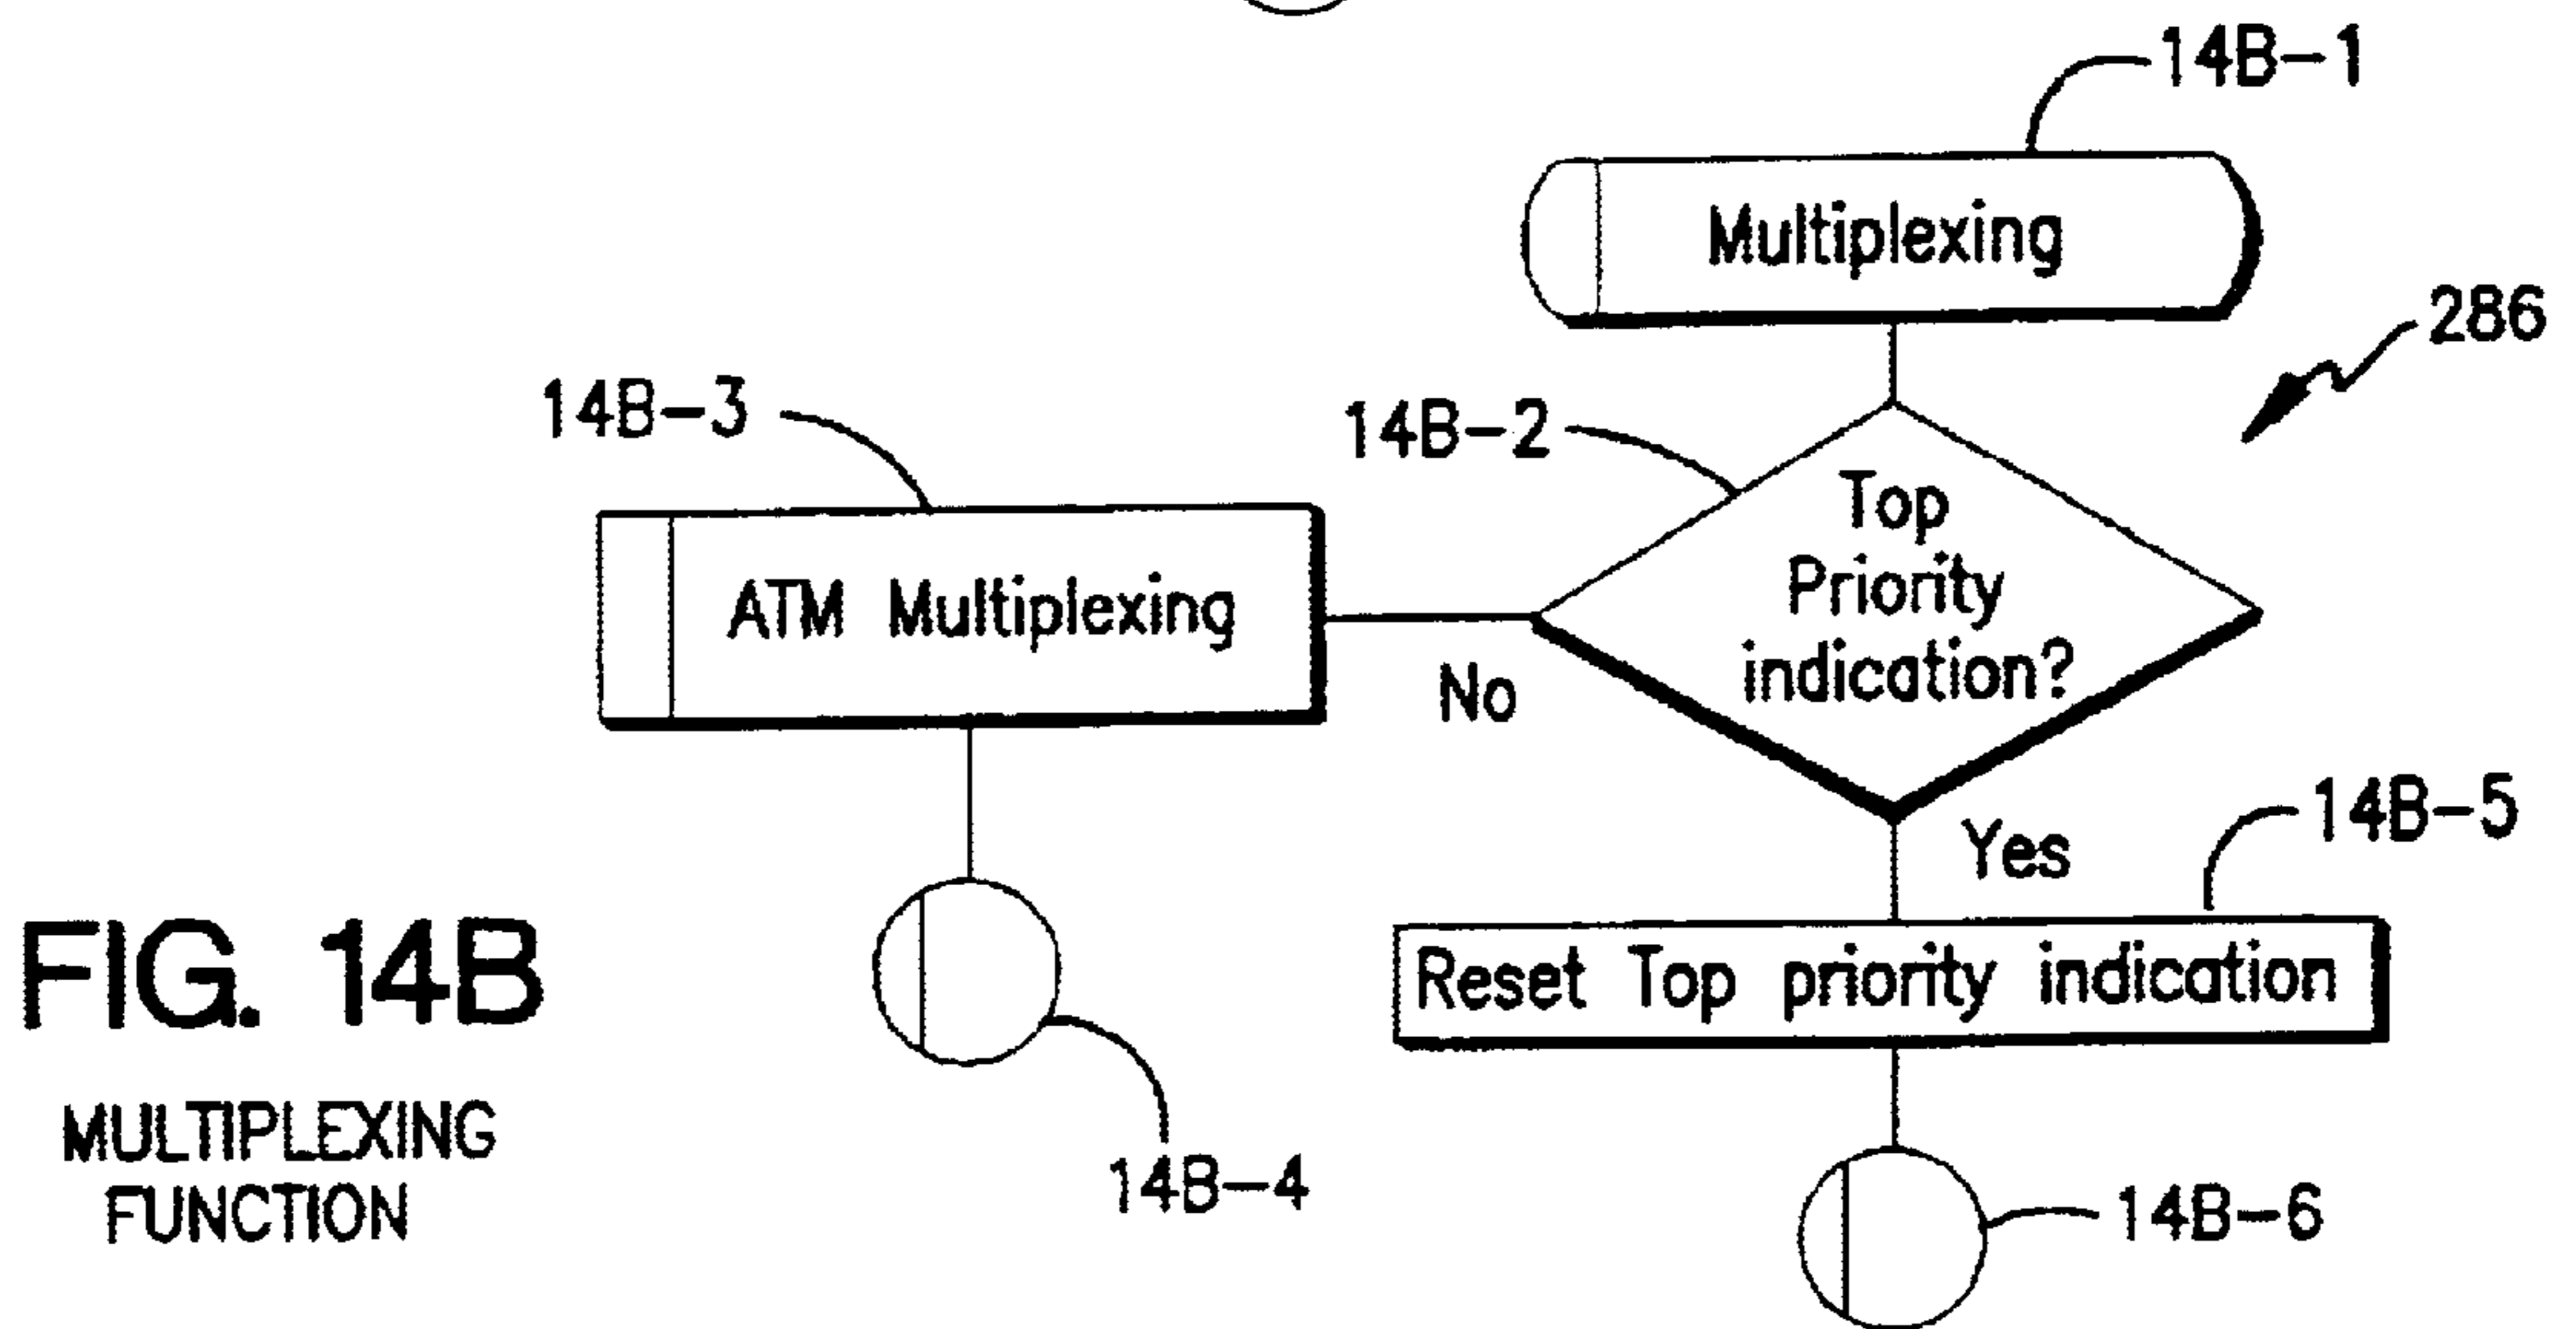 14B-1
Multiplexing
286
14B-3
14B-2
Top
Priority
indication?
ATM Multiplexing
No
14B-5
Yes
Reset Top priority indication
FIG. 14B
MULTIPLEXING
FUNCTION
14B-4
14B-6